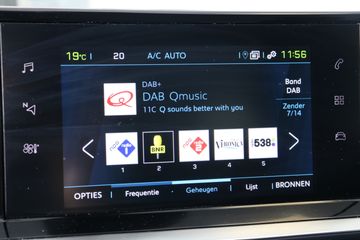 19°C 20 A/C AUTO 11:56
DAB+
DAB Qmusic
11C Q sounds better with you
Band
DAB
Zender
7/14
BNR
VERONICA
538
1 2 3 4 5
OPTIES Frequentie Geheugen Lijst BRONNEN